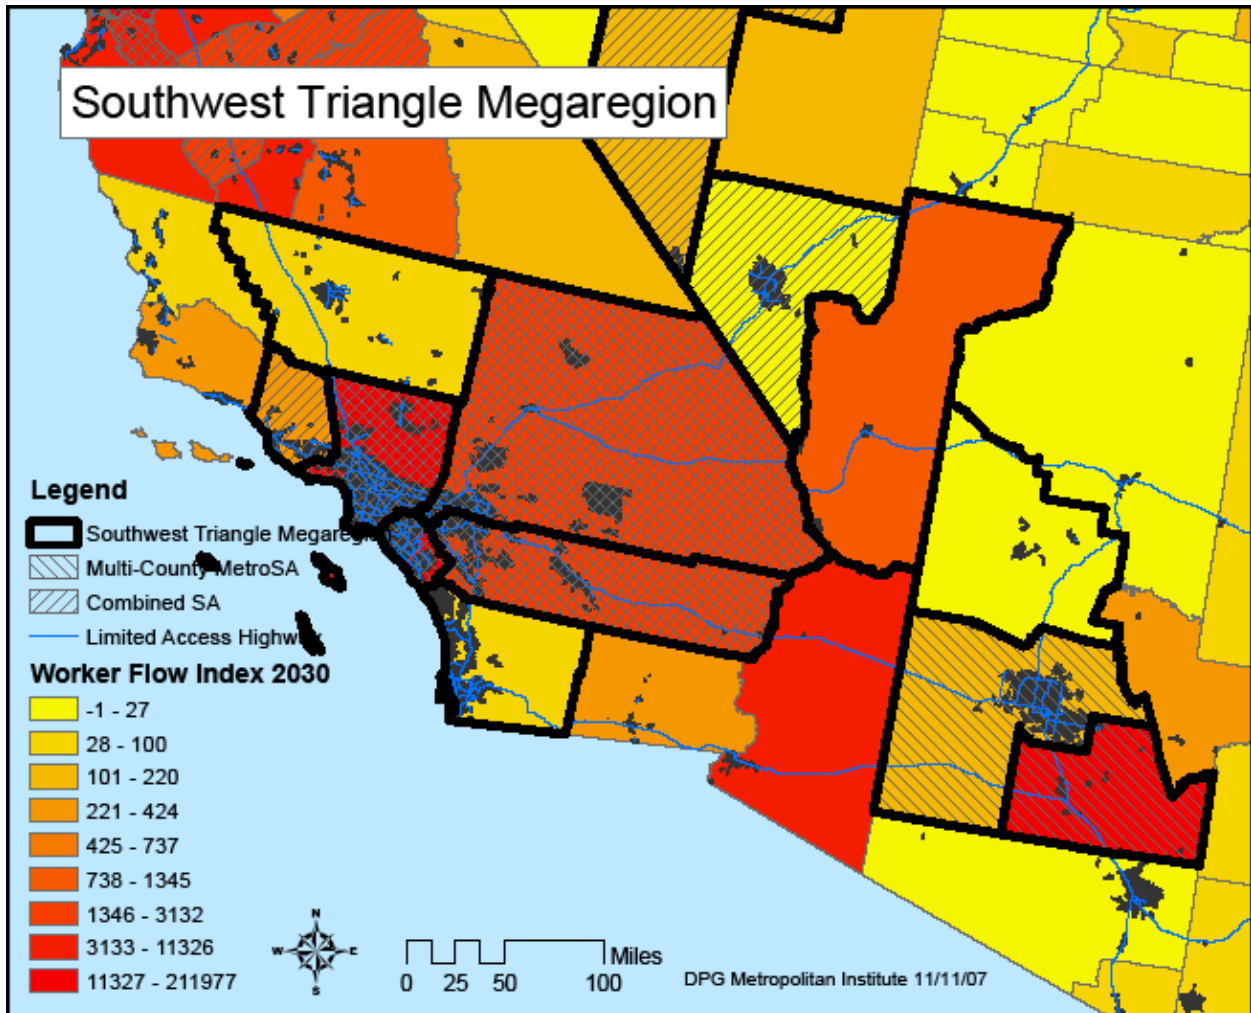 Southwest Triangle Megaregion
Legend
Southwest Triangle Megaregi
Multi-County MetroSA
Combined SA
Limited Access Highway
Worker Flow Index 2030
-1 - 27
28 - 100
101 - 220
221 - 424
425 - 737
738 - 1345
1346 - 3132
3133 - 11326
11327 - 211977
N
W E
S
Miles
0 25 50 100
DPG Metropolitan Institute 11/11/07